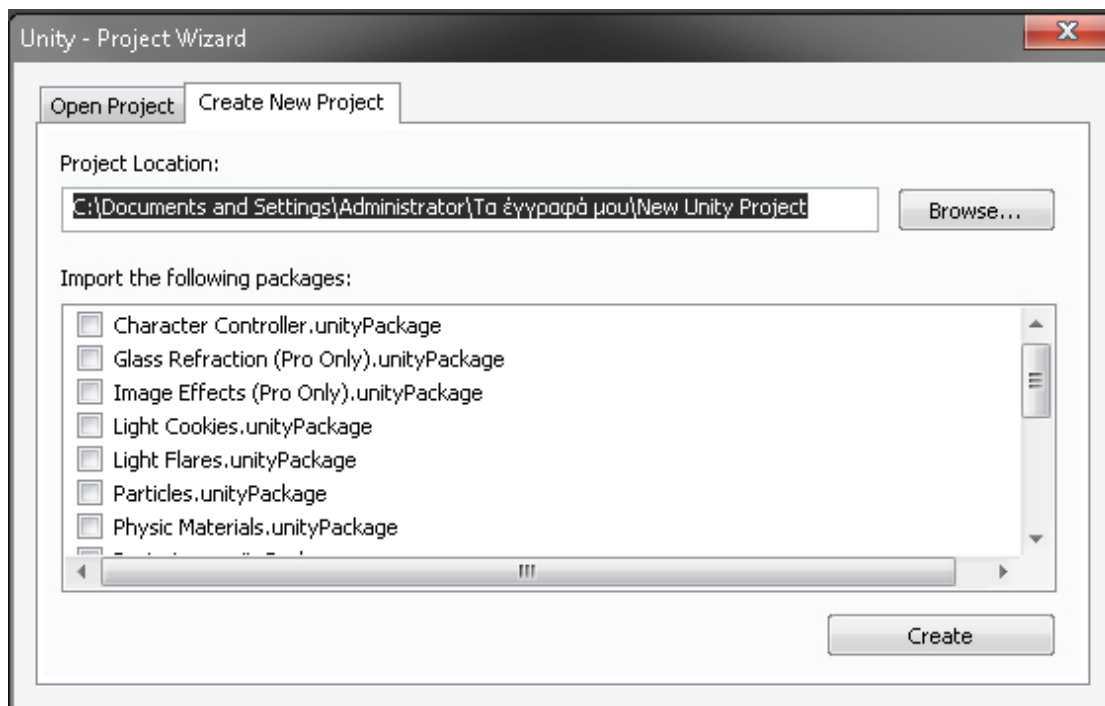 Unity - Project Wizard
Open Project
Create New Project
Project Location:
C:\Documents and Settings\Administrator\Τα έγγραφά μου\New Unity Project
Browse...
Import the following packages:
Character Controller.unityPackage
Glass Refraction (Pro Only).unityPackage
Image Effects (Pro Only).unityPackage
Light Cookies.unityPackage
Light Flares.unityPackage
Particles.unityPackage
Physic Materials.unityPackage
Create